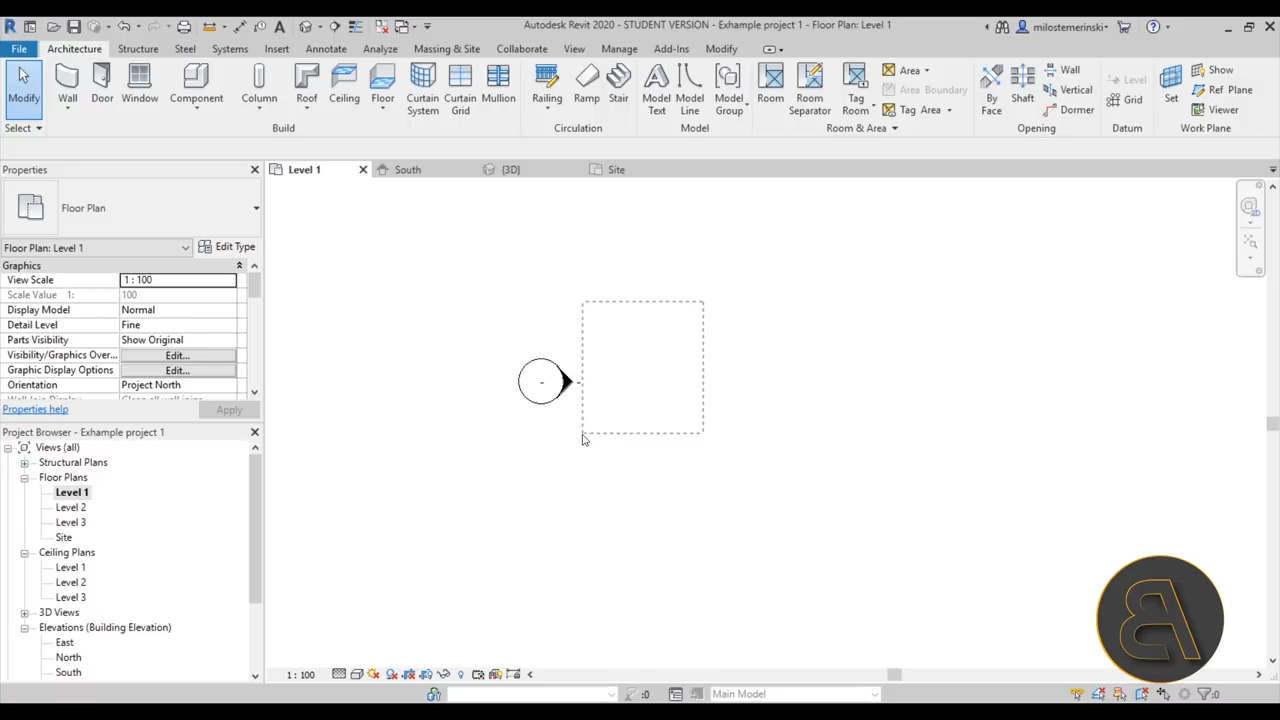 Autodesk Revit 2020 - STUDENT VERSION - Exhample project 1 - Floor Plan: Level 1
milostemerinski
File Architecture Structure Steel Systems Insert Annotate Analyze Massing & Site Collaborate View Manage Add-Ins Modify
Modify Wall Door Window Component Column Roof Ceiling Floor Curtain System Curtain Grid Mullion Railing Ramp Stair Model Text Model Line Model Group Room Room Separator Tag Room Area Area Boundary Tag Area By Face Shaft Wall Vertical Dormer Level Grid Set Show Ref Plane Viewer
Select Build Circulation Model Room & Area Opening Datum Work Plane
Properties
Level 1 South {3D} Site
Floor Plan
2D
Floor Plan: Level 1 Edit Type
Graphics
View Scale 1 : 100
Scale Value 1: 100
Display Model Normal
Detail Level Fine
Parts Visibility Show Original
Visibility/Graphics Over... Edit...
Graphic Display Options Edit...
Orientation Project North
Wall Join Display Clean all wall joins
Properties help Apply
Project Browser - Exhample project 1
Views (all)
Structural Plans
Floor Plans
Level 1
Level 2
Level 3
Site
Ceiling Plans
Level 1
Level 2
Level 3
3D Views
Elevations (Building Elevation)
East
North
South
1 : 100
:0 Main Model :0